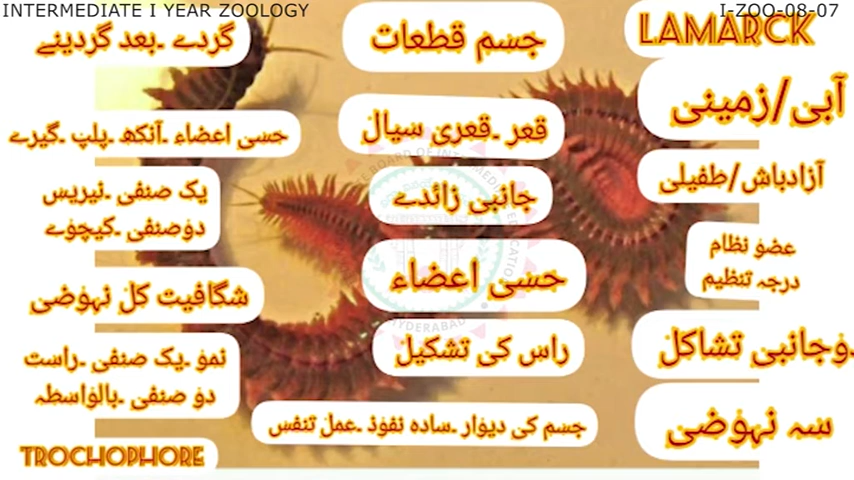 INTERMEDIATE I YEAR ZOOLOGY
I-ZOO-08-07
LAMARCK
آبی/زمینی
آزادباش/طفیلی
عضو نظام
درجہ تنظیم
دوجانبی تشاکل
سہ نہوضی
جسم قطعات
قعر ۔قعری سیال
جانبی زائدے
حسی اعضاء
راس کی تشکیل
جسم کی دیوار ۔سادہ نفوذ ۔عمل تنفس
گردے ۔بعد گردینے
حسی اعضاء ۔آنکھ ۔پلپ ۔گیرے
یک صنفی ۔نیریس
دوصنفی ۔کیچوے
شگافیت کل نہوضی
نمو ۔یک صنفی ۔راست
دو صنفی ۔بالواسطہ
TROCHOPHORE
HYDERABAD